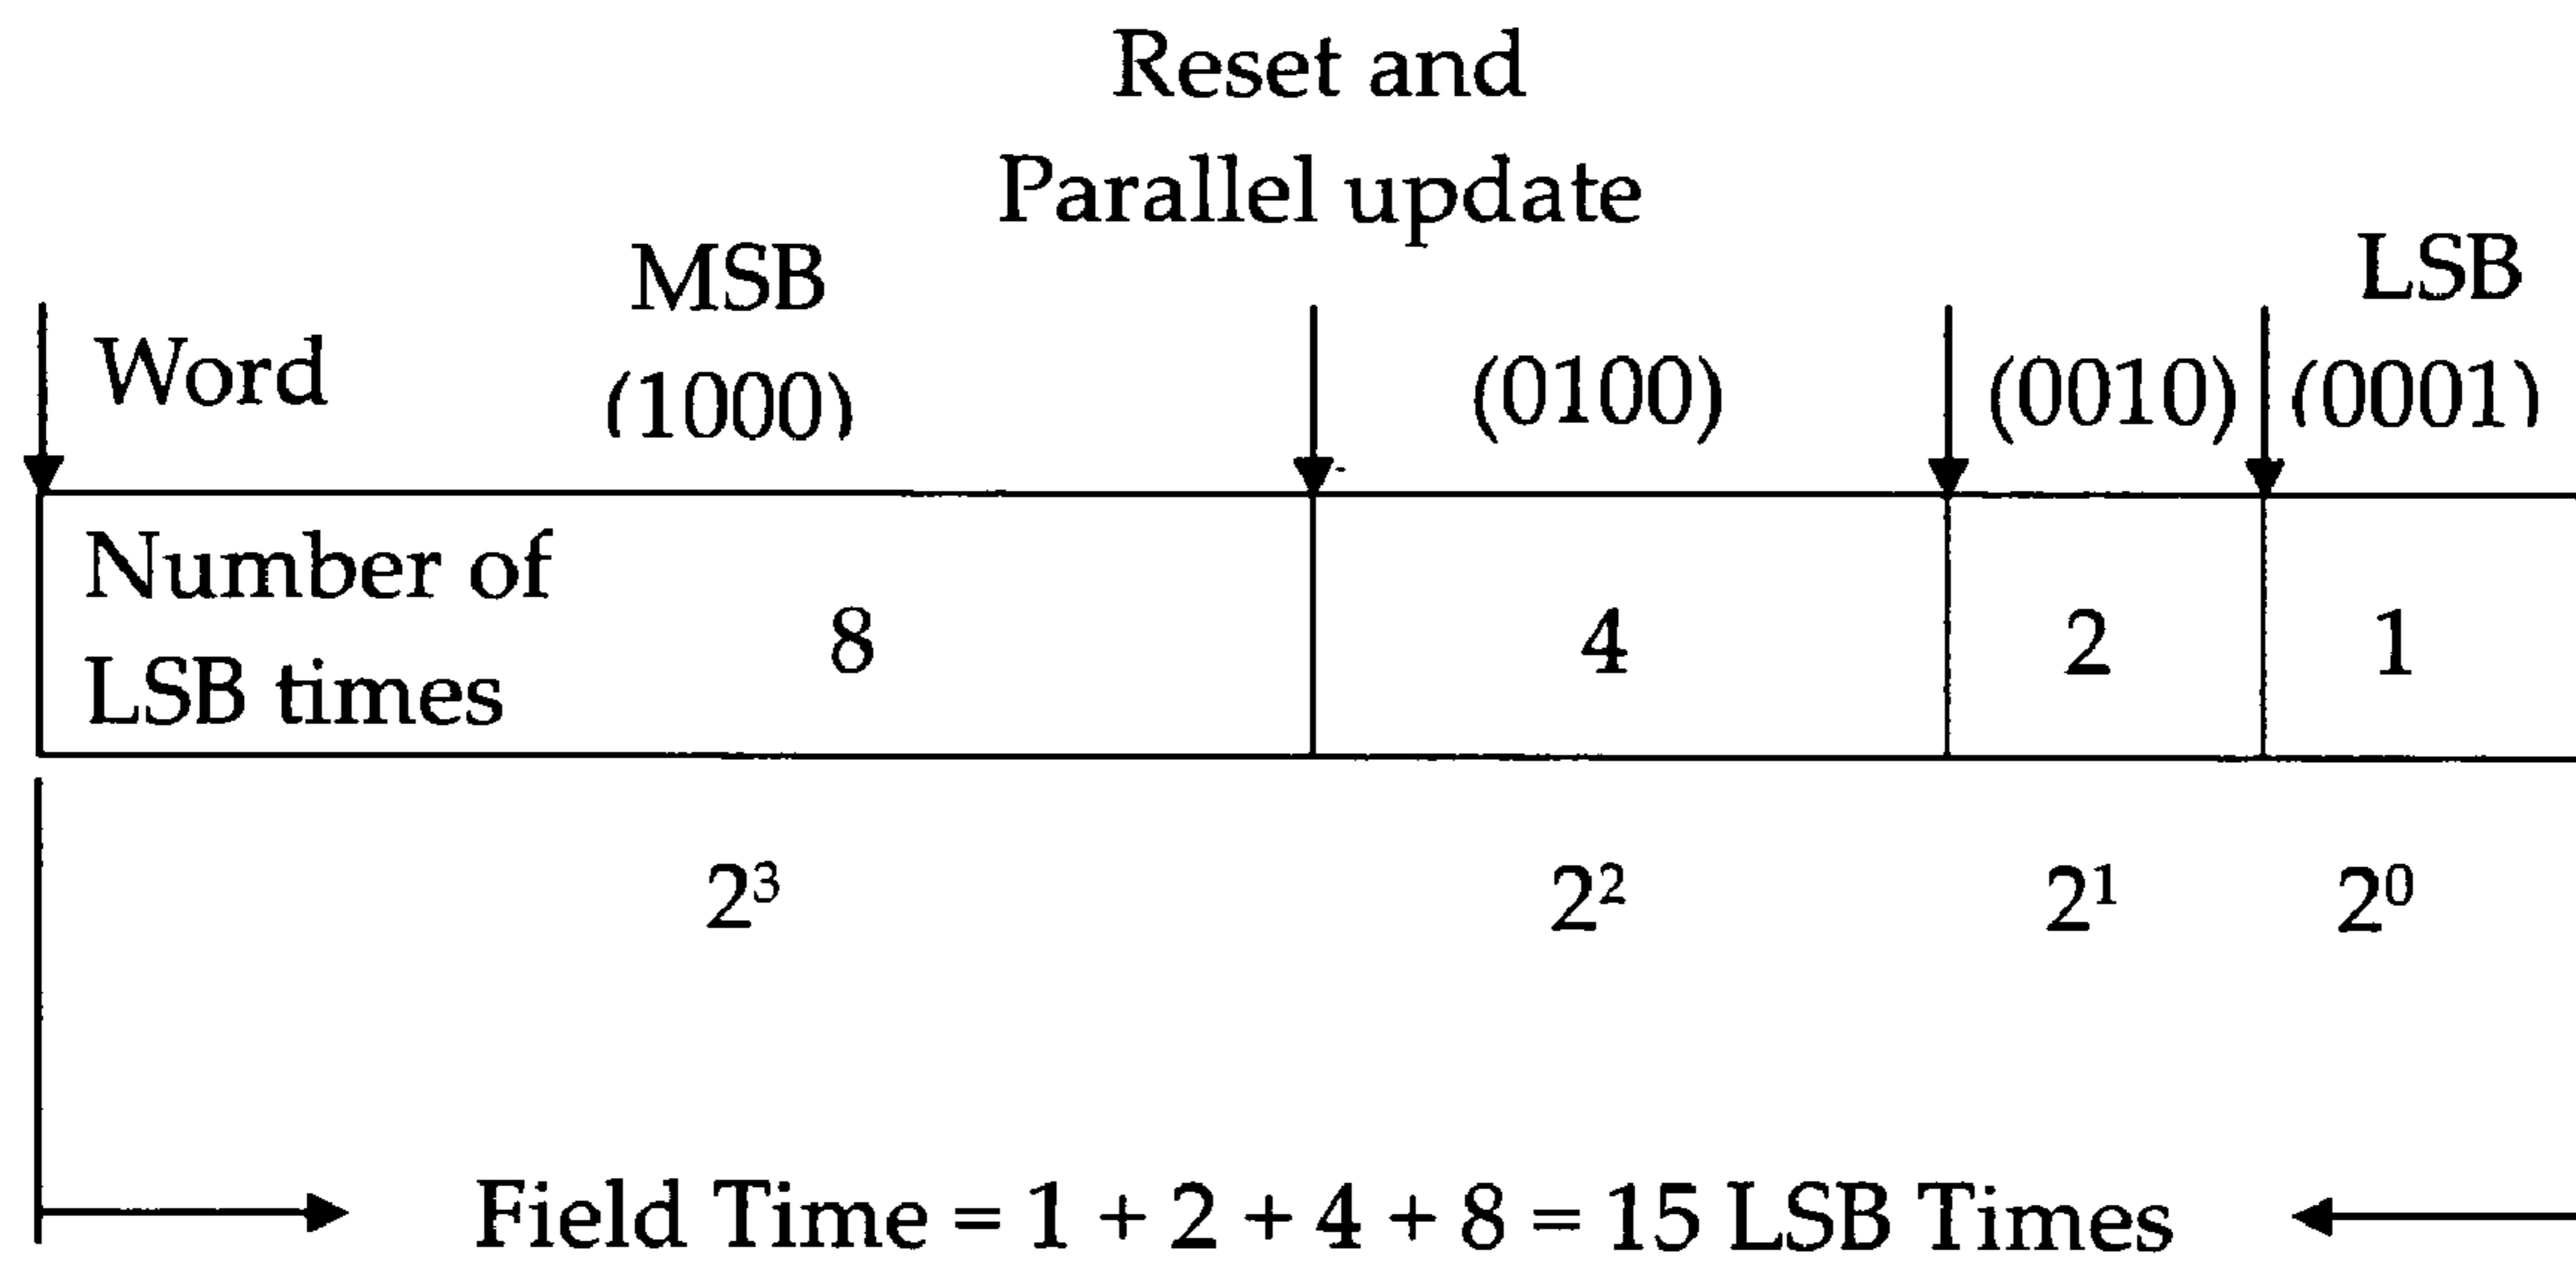 Reset and
Parallel update
MSB
LSB
Word
(1000)
(0100)
(0010)
(0001)
Number of
LSB times
8
4
2
1
2³
2²
2¹
2⁰
Field Time = 1 + 2 + 4 + 8 = 15 LSB Times